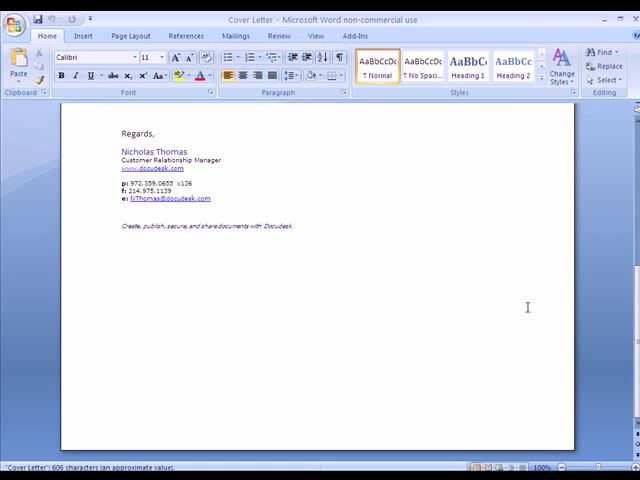 Cover Letter - Microsoft Word non-commercial use
Home Insert Page Layout References Mailings Review View Add-Ins
Calibri 11 Find
Paste AaBbCcDc AaBbCcDc AaBbCc AaBbCc Change Styles Replace
¶ Normal ¶ No Spaci... Heading 1 Heading 2 Select
Clipboard Font Paragraph Styles Editing
Regards,
Nicholas Thomas
Customer Relationship Manager
www.docudesk.com
p: 972.359.0655 x136
f: 214.975.1139
e: NThomas@docudesk.com
Create, publish, secure, and share documents with Docudesk
"Cover Letter": 606 characters (an approximate value). 100%